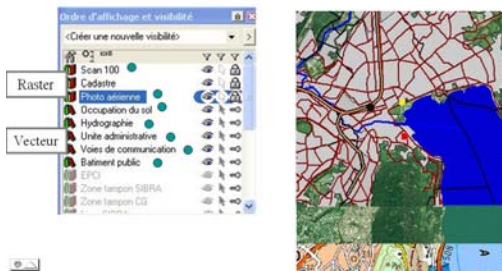 Ordre d'affichage et visibilité
<Créer une nouvelle visibilité>
Scan 100
Raster
Cadastre
Photo aérienne
Occupation du sol
Hydrographie
Vecteur
Unite administrative
Voies de communication
Batiment public
EPCI
Zone tampon SIBRA
Zone tampon CG